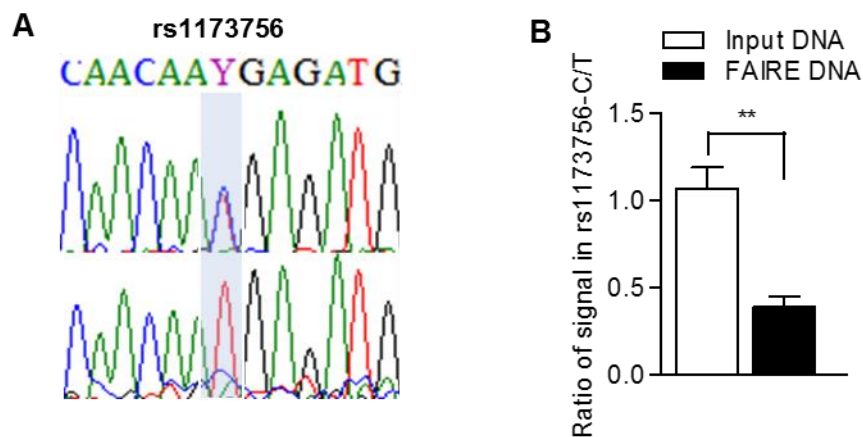 A
rs1173756
CAACAAYGAGATG
B
Input DNA
FAIRE DNA
Ratio of signal in rs1173756-C/T
1.5
**
1.0
0.5
0.0